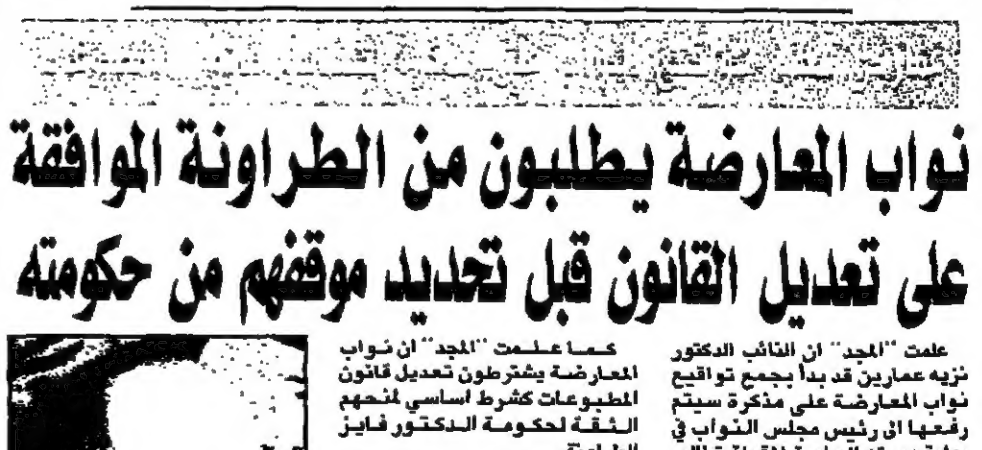 نواب المعارضة يطلبون من الطراونة الموافقة
على تعديل القانون قبل تحديد موقفهم من حكومته
علمت "المجد" ان النائب الدكتور
نزيه عمارين قد بدأ بجمع تواقيع
نواب المعارضة على مذكرة سيتم
رفعها الى رئيس مجلس النواب في
كما علمت "المجد" ان نواب
المعارضة يشترطون تعديل قانون
المطبوعات كشرط اساسي لمنحهم
الثقة لحكومة الدكتور فايز